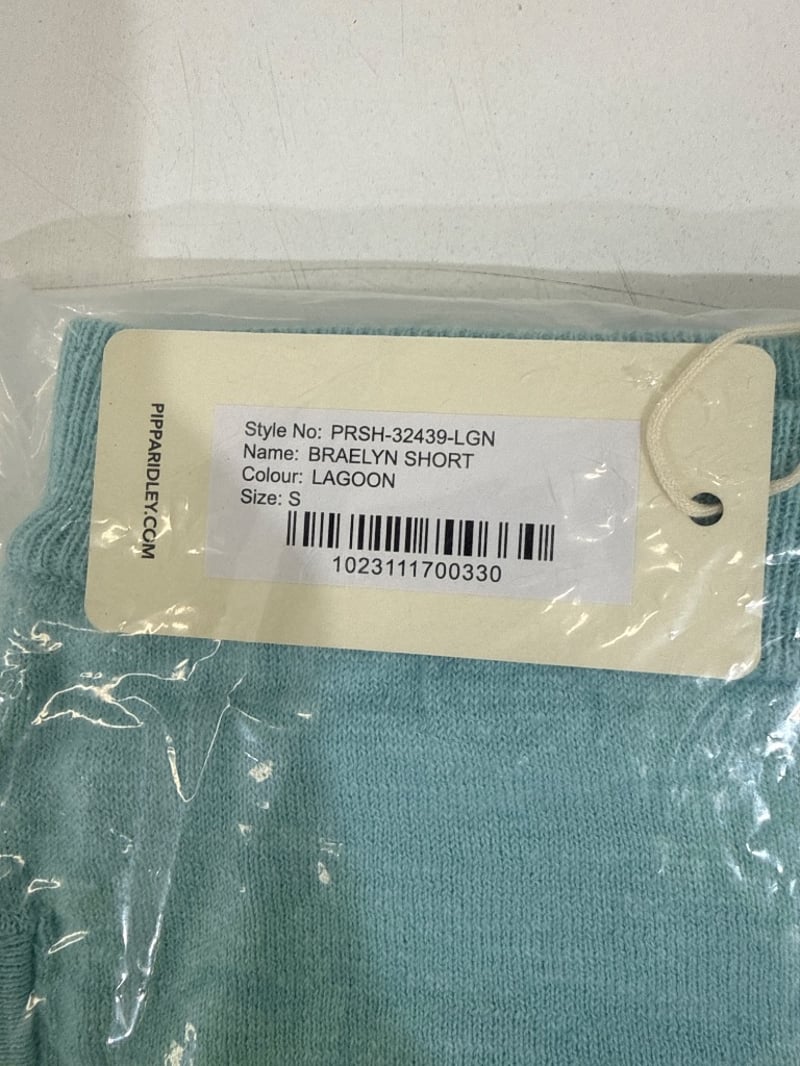 PIPPARIDLEY.COM
Style No: PRSH-32439-LGN
Name: BRAELYN SHORT
Colour: LAGOON
Size: S
1023111700330